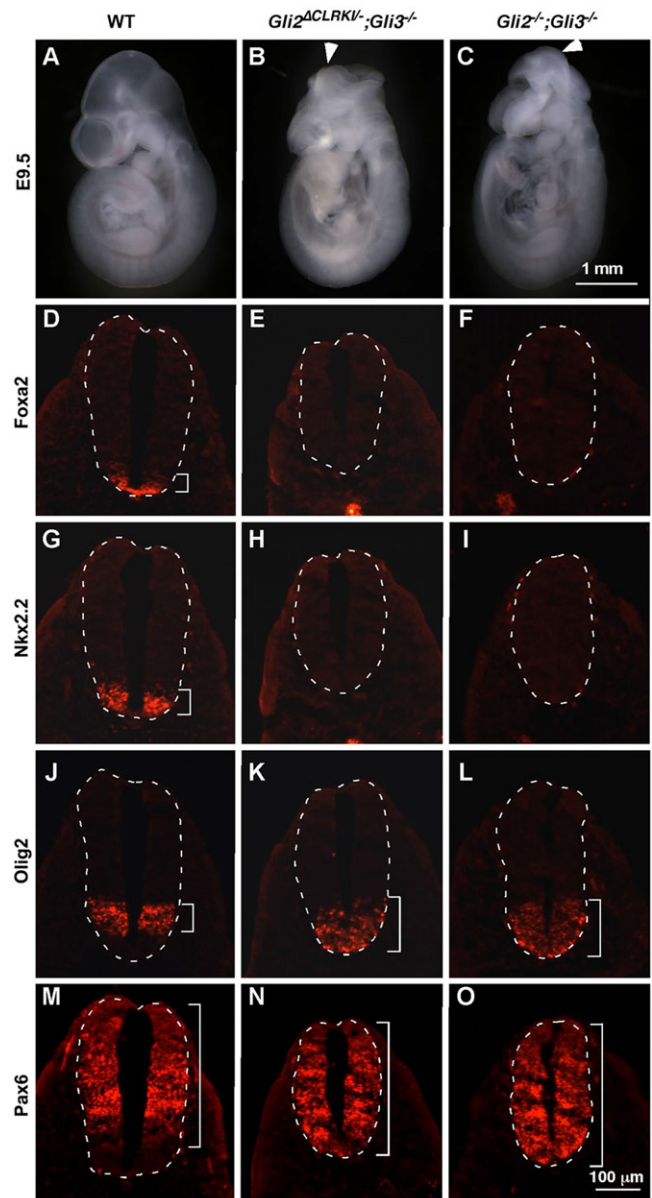 WT Gli2ΔCLRKI/-;Gli3-/- Gli2-/-;Gli3-/-
E9.5
A B C
1 mm
Foxa2
D E F
Nkx2.2
G H I
Olig2
J K L
Pax6
M N O
100 μm